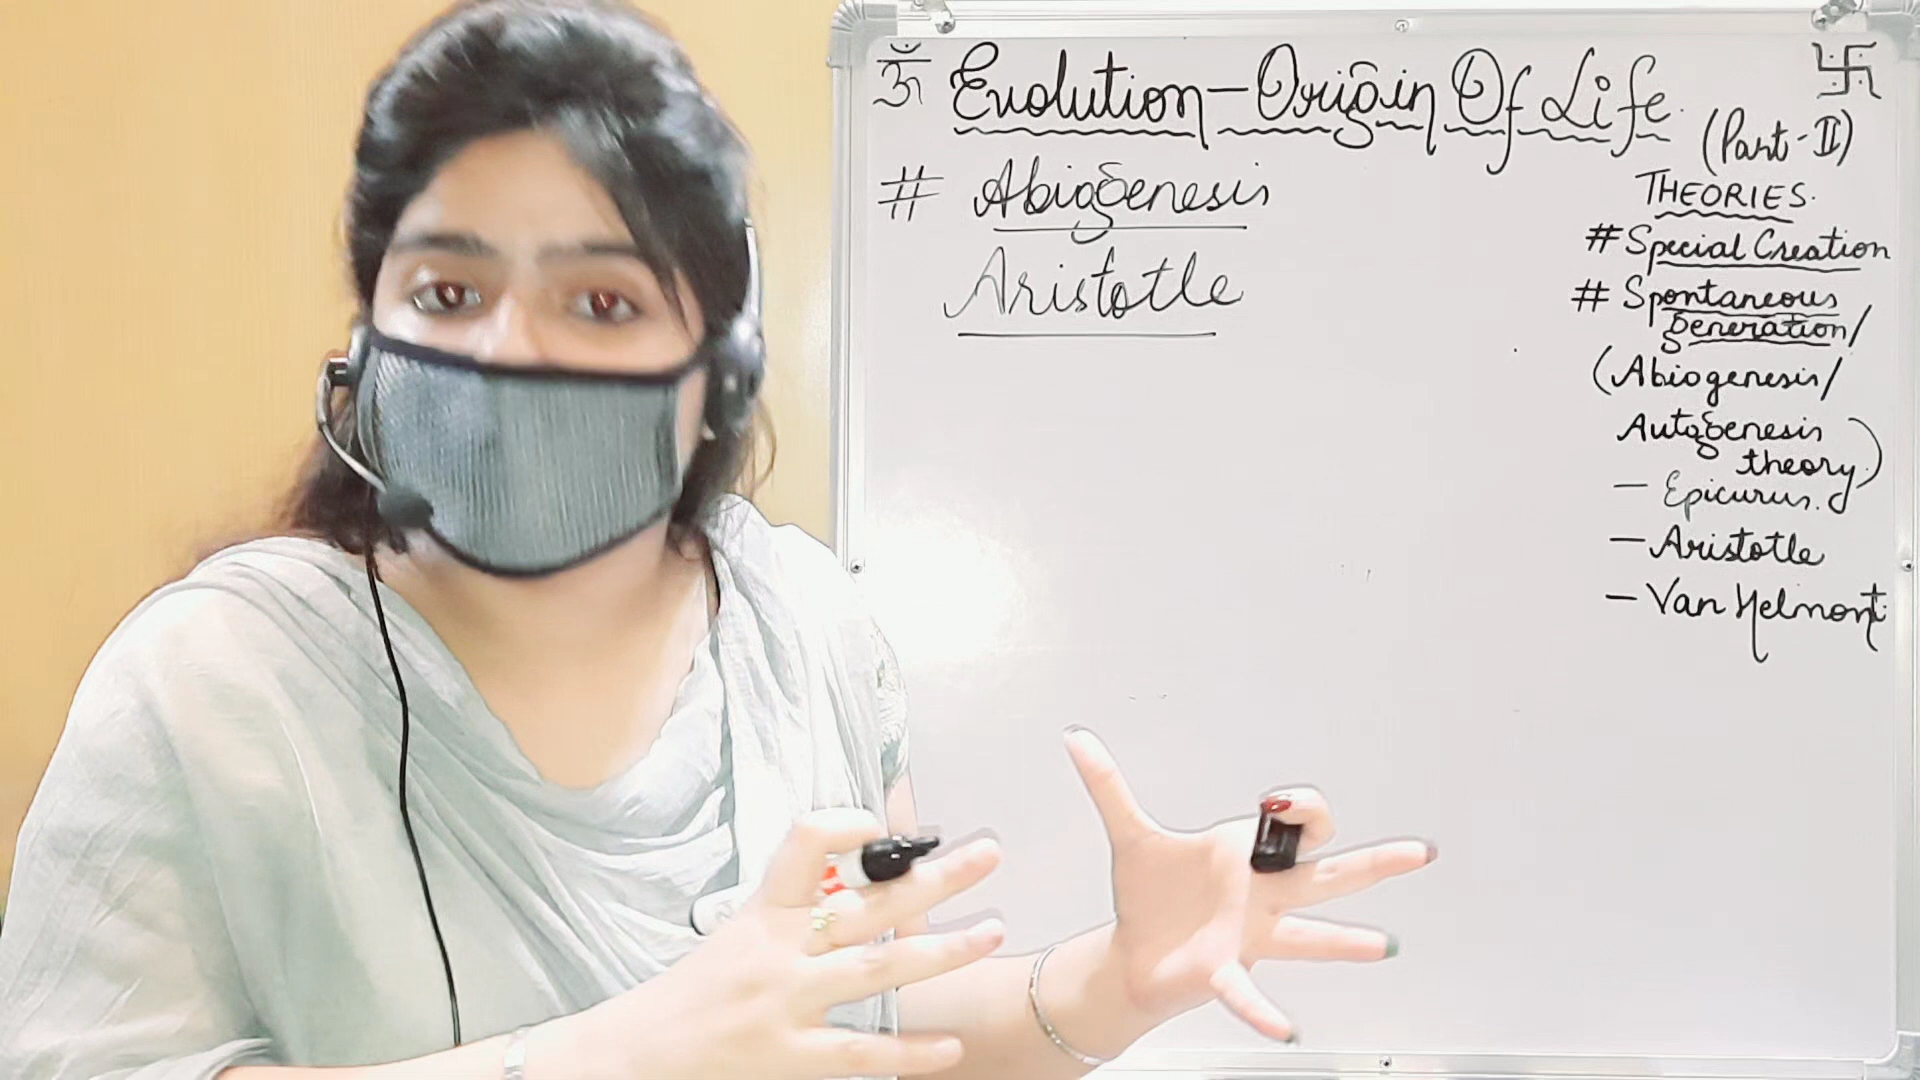 ॐ Evolution-Origin Of Life 卐
(Part-II)
# Abiogenesis
Aristotle
THEORIES.
# Special Creation
# Spontaneous
generation/
(Abiogenesis/
Autogenesis
theory)
- Epicurus.
- Aristotle
- Van Helmont